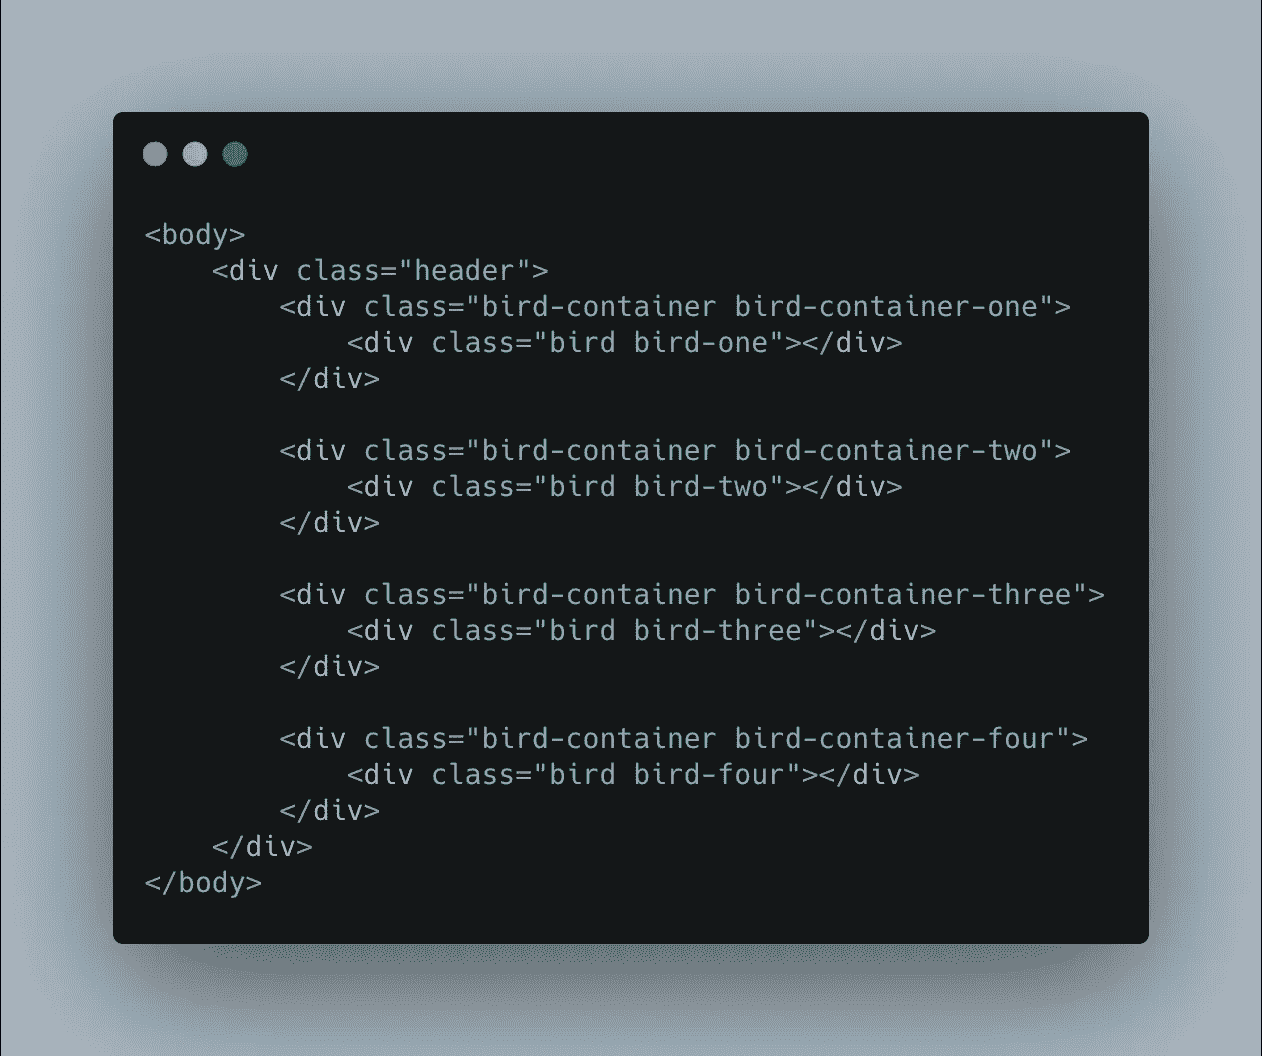 <body>
    <div class="header">
        <div class="bird-container bird-container-one">
            <div class="bird bird-one"></div>
        </div>

        <div class="bird-container bird-container-two">
            <div class="bird bird-two"></div>
        </div>

        <div class="bird-container bird-container-three">
            <div class="bird bird-three"></div>
        </div>

        <div class="bird-container bird-container-four">
            <div class="bird bird-four"></div>
        </div>
    </div>
</body>